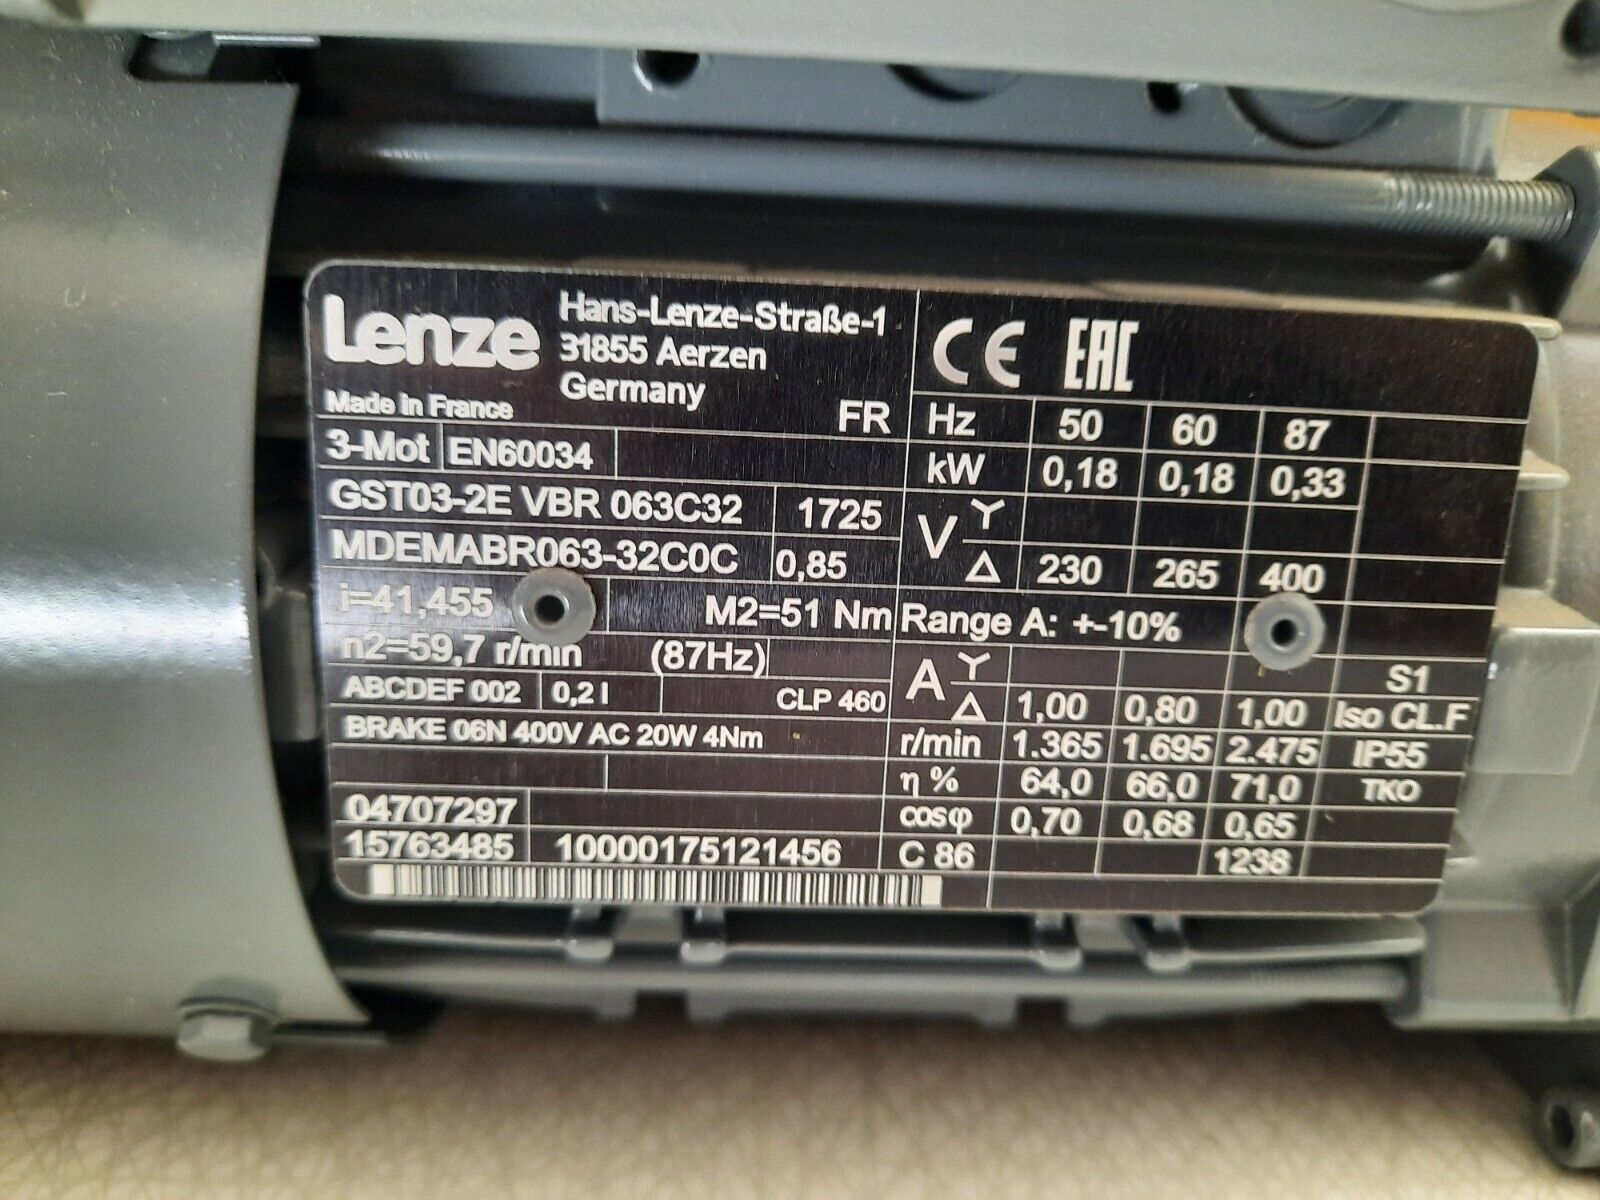 Lenze
Hans-Lenze-Straße-1
31855 Aerzen
Germany
Made in France
FR
3-Mot EN60034
GST03-2E VBR 063C32 1725
MDEMABR063-32C0C 0,85
i=41,455 M2=51 Nm
n2=59,7 r/min (87Hz)
ABCDEF 002 0,2 l CLP 460
BRAKE 06N 400V AC 20W 4Nm
04707297
15763485 10000175121456
CE EAC
Hz 50 60 87
kW 0,18 0,18 0,33
V Y
Δ 230 265 400
Range A: +-10%
A Y S1
Δ 1,00 0,80 1,00 Iso CL.F
r/min 1.365 1.695 2.475 IP55
η % 64,0 66,0 71,0 TKO
cosφ 0,70 0,68 0,65
C 86 1238